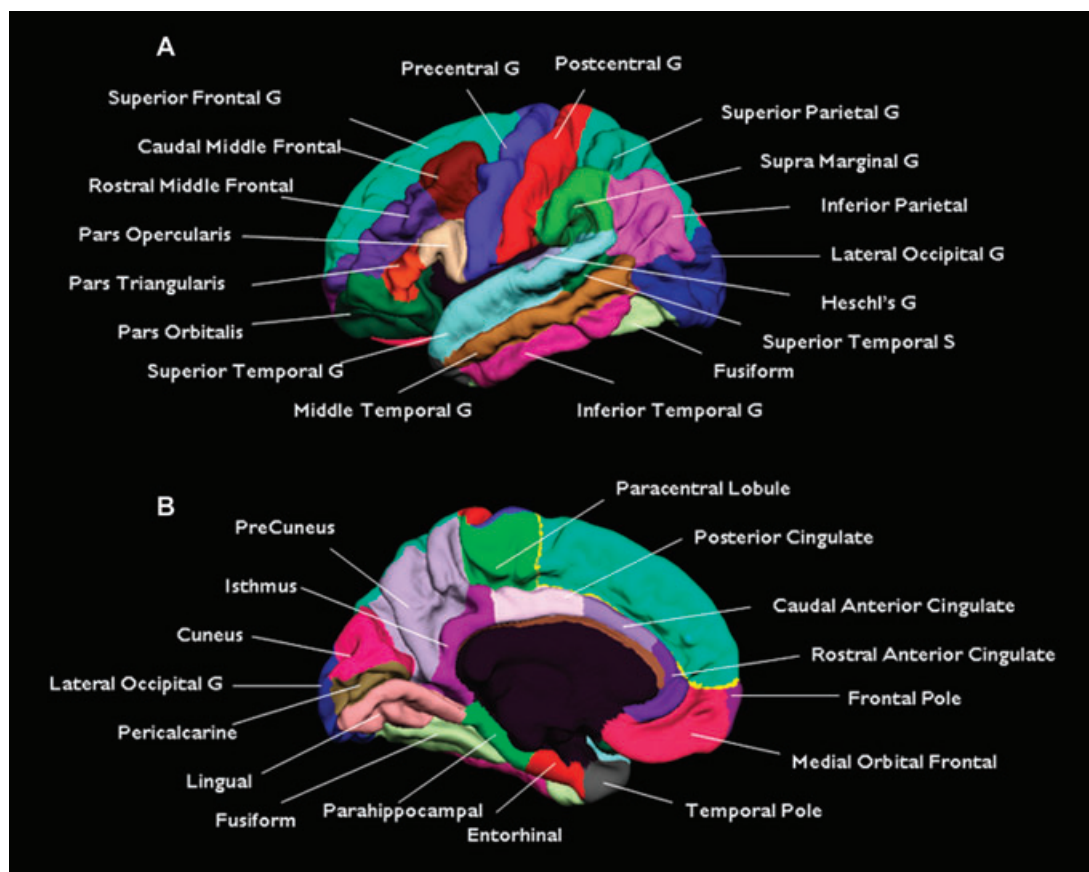 A
Precentral G
Postcentral G
Superior Frontal G
Superior Parietal G
Caudal Middle Frontal
Supra Marginal G
Rostral Middle Frontal
Inferior Parietal
Pars Opercularis
Lateral Occipital G
Pars Triangularis
Heschl's G
Pars Orbitalis
Superior Temporal S
Superior Temporal G
Fusiform
Middle Temporal G
Inferior Temporal G
B
Paracentral Lobule
PreCuneus
Posterior Cingulate
Isthmus
Caudal Anterior Cingulate
Cuneus
Rostral Anterior Cingulate
Lateral Occipital G
Frontal Pole
Pericalcarine
Medial Orbital Frontal
Lingual
Fusiform
Parahippocampal
Temporal Pole
Entorhinal